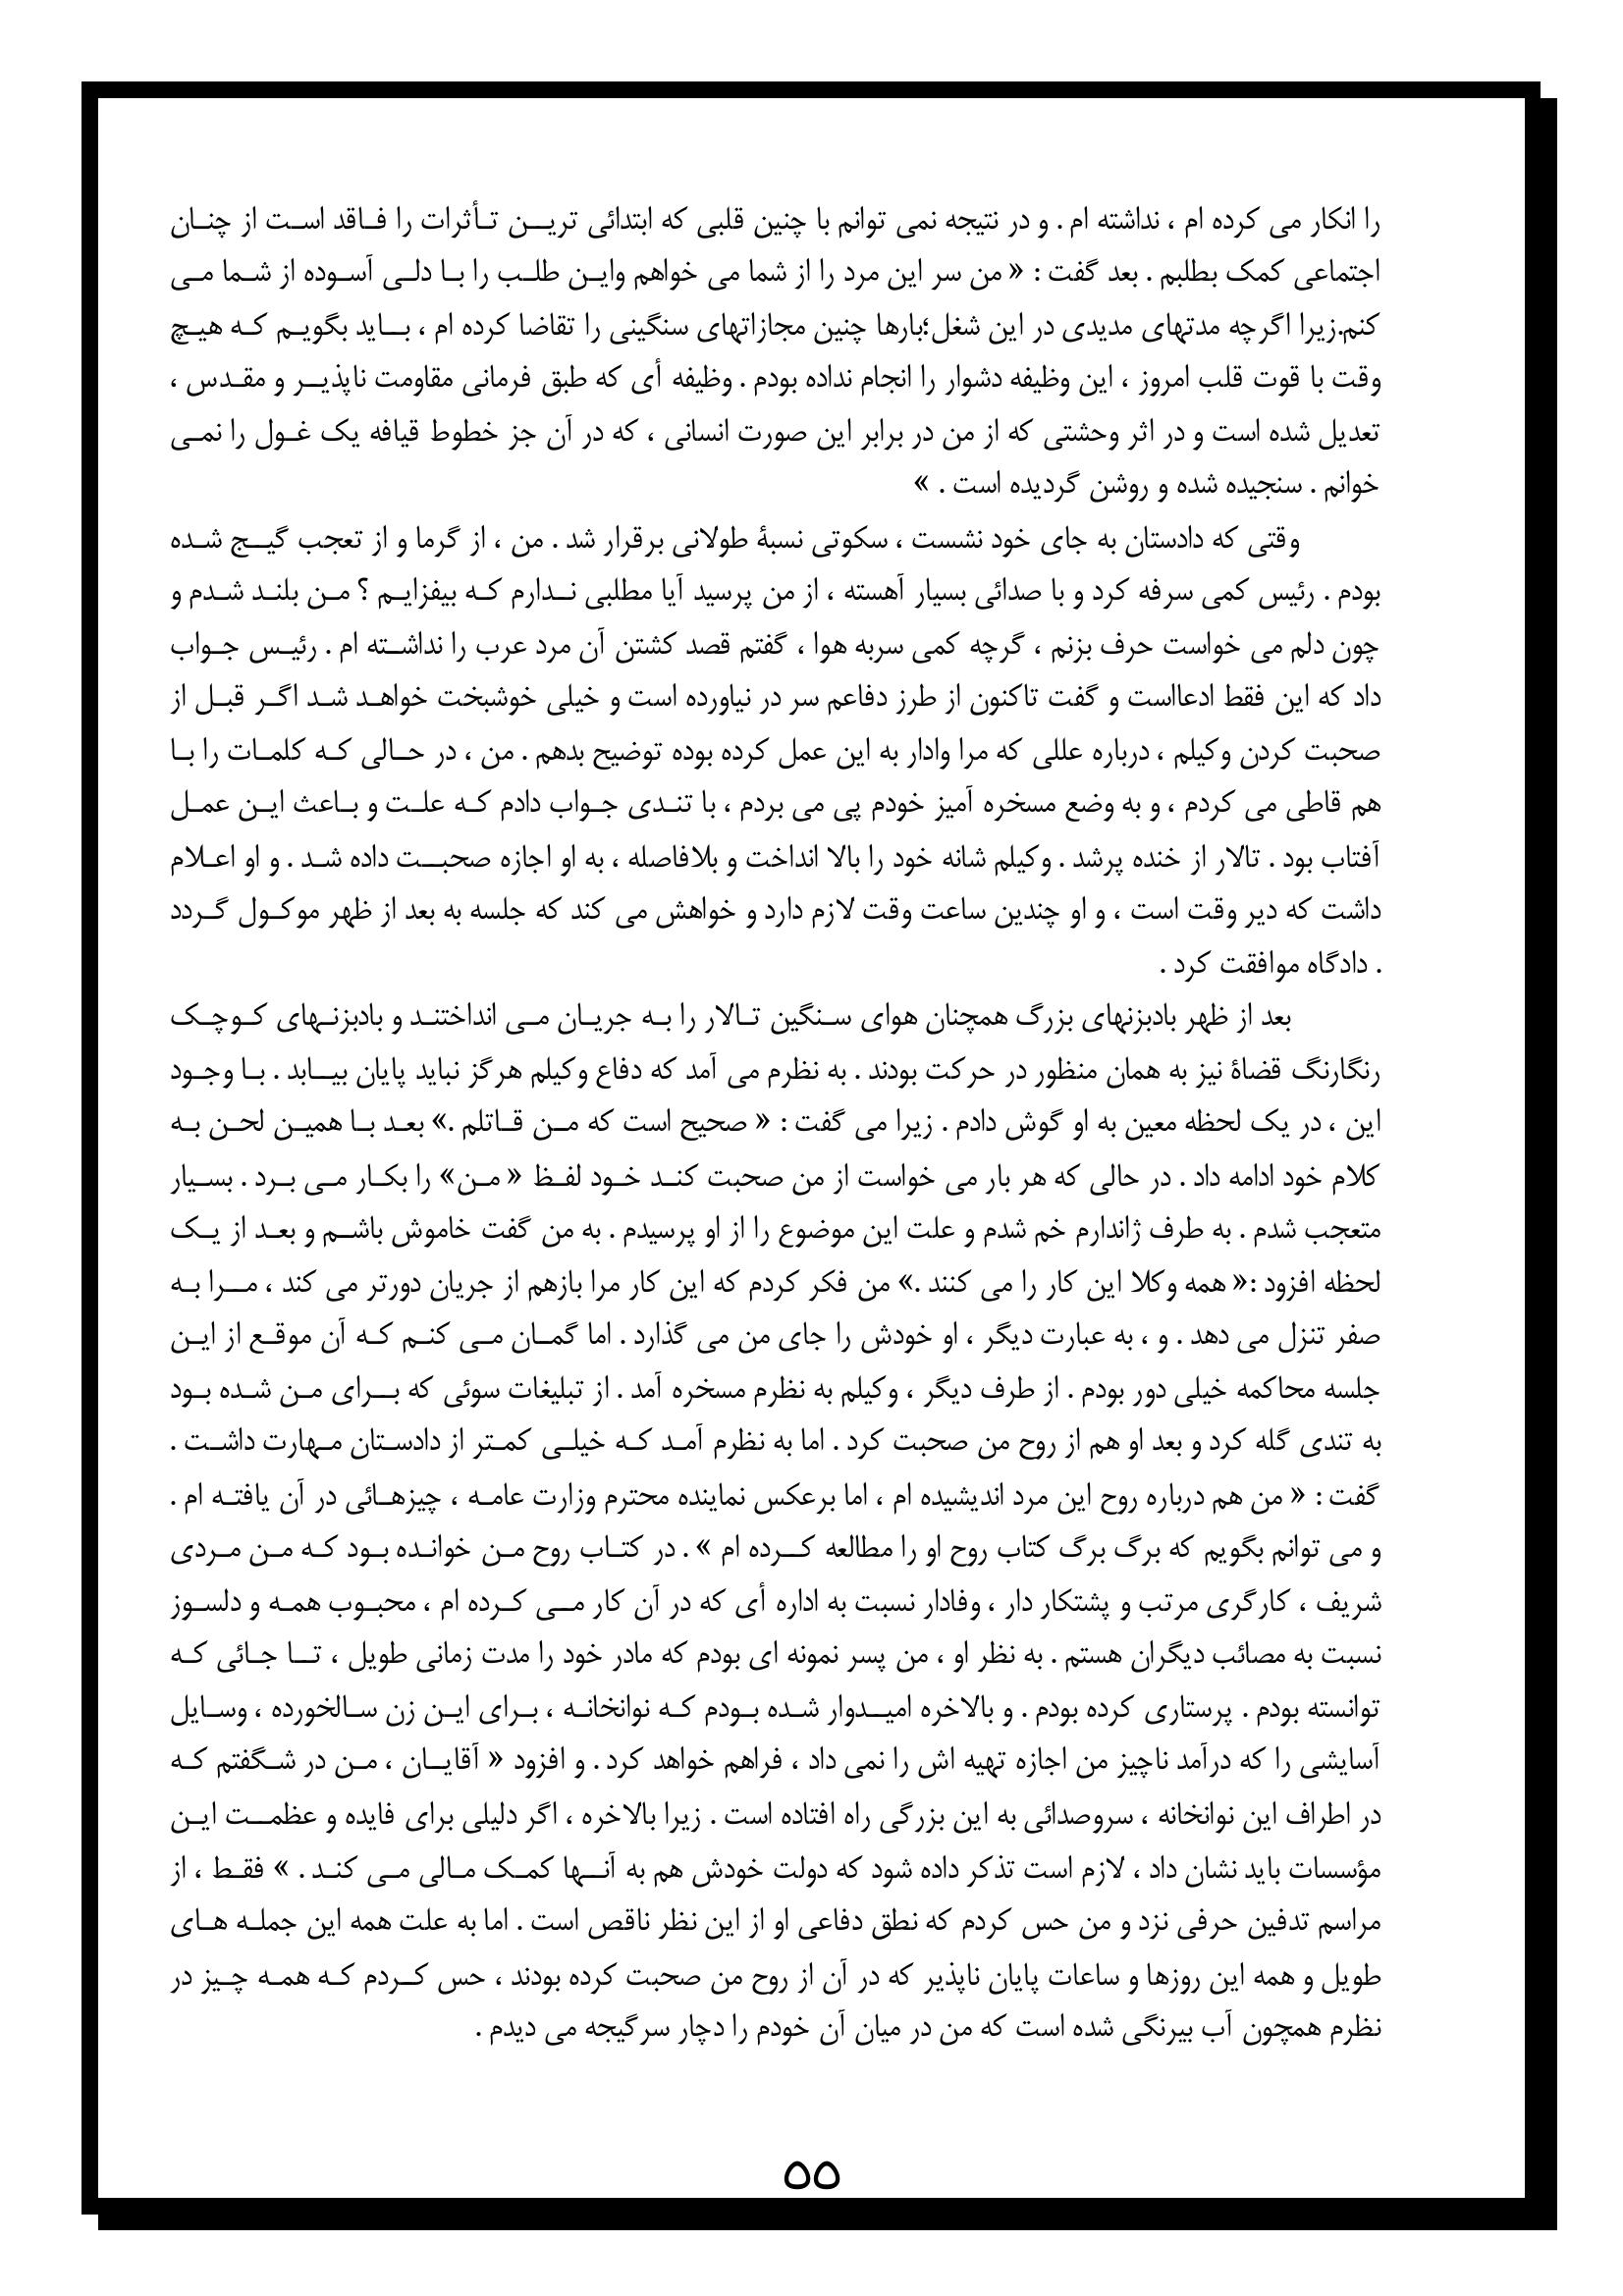 را انکار می کرده ام ، نداشته ام . و در نتیجه نمی توانم با چنین قلبی که ابتدائی ترین تأثرات را فاقد است از چنان
اجتماعی کمک بطلبم . بعد گفت : « من سر این مرد را از شما می خواهم واین طلب را با دلی آسوده از شما می
کنم.زیرا اگرچه مدتهای مدیدی در این شغل؛بارها چنین مجازاتهای سنگینی را تقاضا کرده ام ، باید بگویم که هیچ
وقت با قوت قلب امروز ، این وظیفه دشوار را انجام نداده بودم . وظیفه أی که طبق فرمانی مقاومت ناپذیر و مقدس ،
تعدیل شده است و در اثر وحشتی که از من در برابر این صورت انسانی ، که در آن جز خطوط قیافه یک غول را نمی
خوانم . سنجیده شده و روشن گردیده است . »
وقتی که دادستان به جای خود نشست ، سکوتی نسبهٔ طولانی برقرار شد . من ، از گرما و از تعجب گیج شده
بودم . رئیس کمی سرفه کرد و با صدائی بسیار آهسته ، از من پرسید آیا مطلبی ندارم که بیفزایم ؟ من بلند شدم و
چون دلم می خواست حرف بزنم ، گرچه کمی سربه هوا ، گفتم قصد کشتن آن مرد عرب را نداشته ام . رئیس جواب
داد که این فقط ادعااست و گفت تاکنون از طرز دفاعم سر در نیاورده است و خیلی خوشبخت خواهد شد اگر قبل از
صحبت کردن وکیلم ، درباره عللی که مرا وادار به این عمل کرده بوده توضیح بدهم . من ، در حالی که کلمات را با
هم قاطی می کردم ، و به وضع مسخره آمیز خودم پی می بردم ، با تندی جواب دادم که علت و باعث این عمل
آفتاب بود . تالار از خنده پرشد . وکیلم شانه خود را بالا انداخت و بلافاصله ، به او اجازه صحبت داده شد . و او اعلام
داشت که دیر وقت است ، و او چندین ساعت وقت لازم دارد و خواهش می کند که جلسه به بعد از ظهر موکول گردد
. دادگاه موافقت کرد .
بعد از ظهر بادبزنهای بزرگ همچنان هوای سنگین تالار را به جریان می انداختند و بادبزنهای کوچک
رنگارنگ قضاهٔ نیز به همان منظور در حرکت بودند . به نظرم می آمد که دفاع وکیلم هرگز نباید پایان بیابد . با وجود
این ، در یک لحظه معین به او گوش دادم . زیرا می گفت : « صحیح است که من قاتلم .» بعد با همین لحن به
کلام خود ادامه داد . در حالی که هر بار می خواست از من صحبت کند خود لفظ « من» را بکار می برد . بسیار
متعجب شدم . به طرف ژاندارم خم شدم و علت این موضوع را از او پرسیدم . به من گفت خاموش باشم و بعد از یک
لحظه افزود :« همه وکلا این کار را می کنند .» من فکر کردم که این کار مرا بازهم از جریان دورتر می کند ، مرا به
صفر تنزل می دهد . و ، به عبارت دیگر ، او خودش را جای من می گذارد . اما گمان می کنم که آن موقع از این
جلسه محاکمه خیلی دور بودم . از طرف دیگر ، وکیلم به نظرم مسخره آمد . از تبلیغات سوئی که برای من شده بود
به تندی گله کرد و بعد او هم از روح من صحبت کرد . اما به نظرم آمد که خیلی کمتر از دادستان مهارت داشت .
گفت : « من هم درباره روح این مرد اندیشیده ام ، اما برعکس نماینده محترم وزارت عامه ، چیزهائی در آن یافته ام .
و می توانم بگویم که برگ برگ کتاب روح او را مطالعه کرده ام » . در کتاب روح من خوانده بود که من مردی
شریف ، کارگری مرتب و پشتکار دار ، وفادار نسبت به اداره أی که در آن کار می کرده ام ، محبوب همه و دلسوز
نسبت به مصائب دیگران هستم . به نظر او ، من پسر نمونه ای بودم که مادر خود را مدت زمانی طویل ، تا جائی که
توانسته بودم . پرستاری کرده بودم . و بالاخره امیدوار شده بودم که نوانخانه ، برای این زن سالخورده ، وسایل
آسایشی را که درآمد ناچیز من اجازه تهیه اش را نمی داد ، فراهم خواهد کرد . و افزود « آقایان ، من در شگفتم که
در اطراف این نوانخانه ، سروصدائی به این بزرگی راه افتاده است . زیرا بالاخره ، اگر دلیلی برای فایده و عظمت این
مؤسسات باید نشان داد ، لازم است تذکر داده شود که دولت خودش هم به آنها کمک مالی می کند . » فقط ، از
مراسم تدفین حرفی نزد و من حس کردم که نطق دفاعی او از این نظر ناقص است . اما به علت همه این جمله های
طویل و همه این روزها و ساعات پایان ناپذیر که در آن از روح من صحبت کرده بودند ، حس کردم که همه چیز در
نظرم همچون آب بیرنگی شده است که من در میان آن خودم را دچار سرگیجه می دیدم .
۵۵